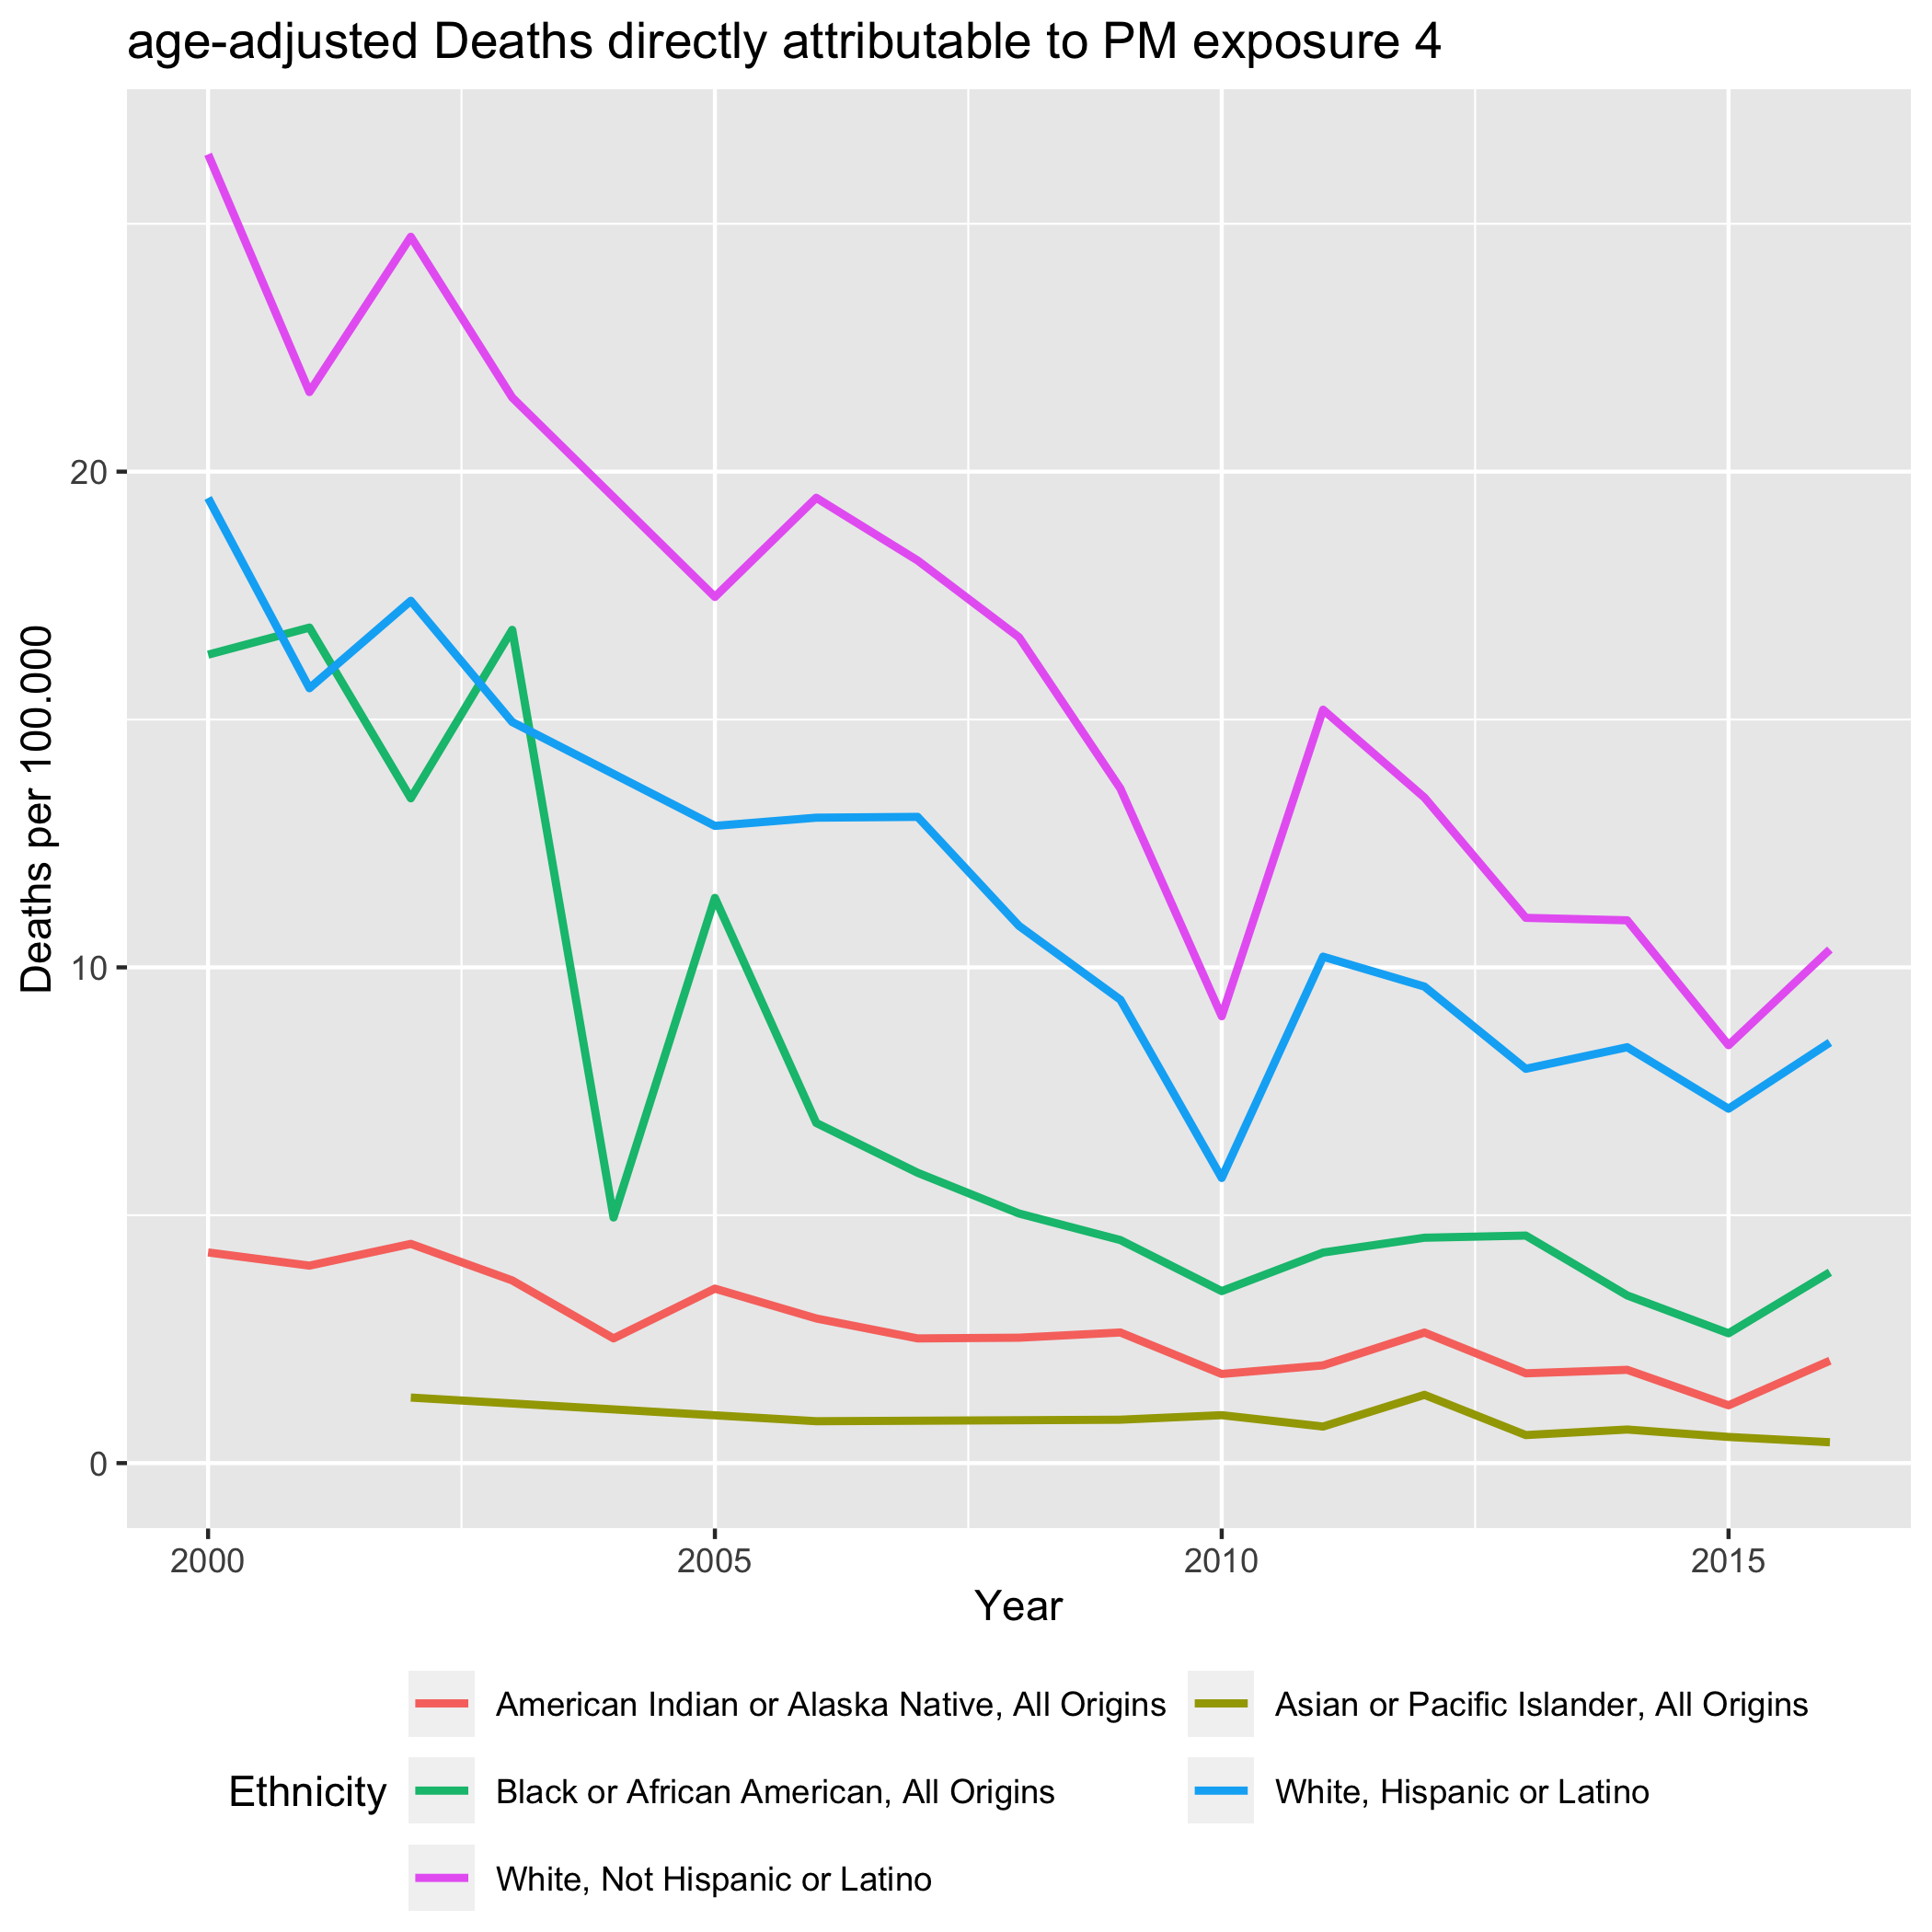 age-adjusted Deaths directly attributable to PM exposure 4
Deaths per 100.000
20
10
0
2000
2005
2010
2015
Year
Ethnicity
American Indian or Alaska Native, All Origins
Asian or Pacific Islander, All Origins
Black or African American, All Origins
White, Hispanic or Latino
White, Not Hispanic or Latino